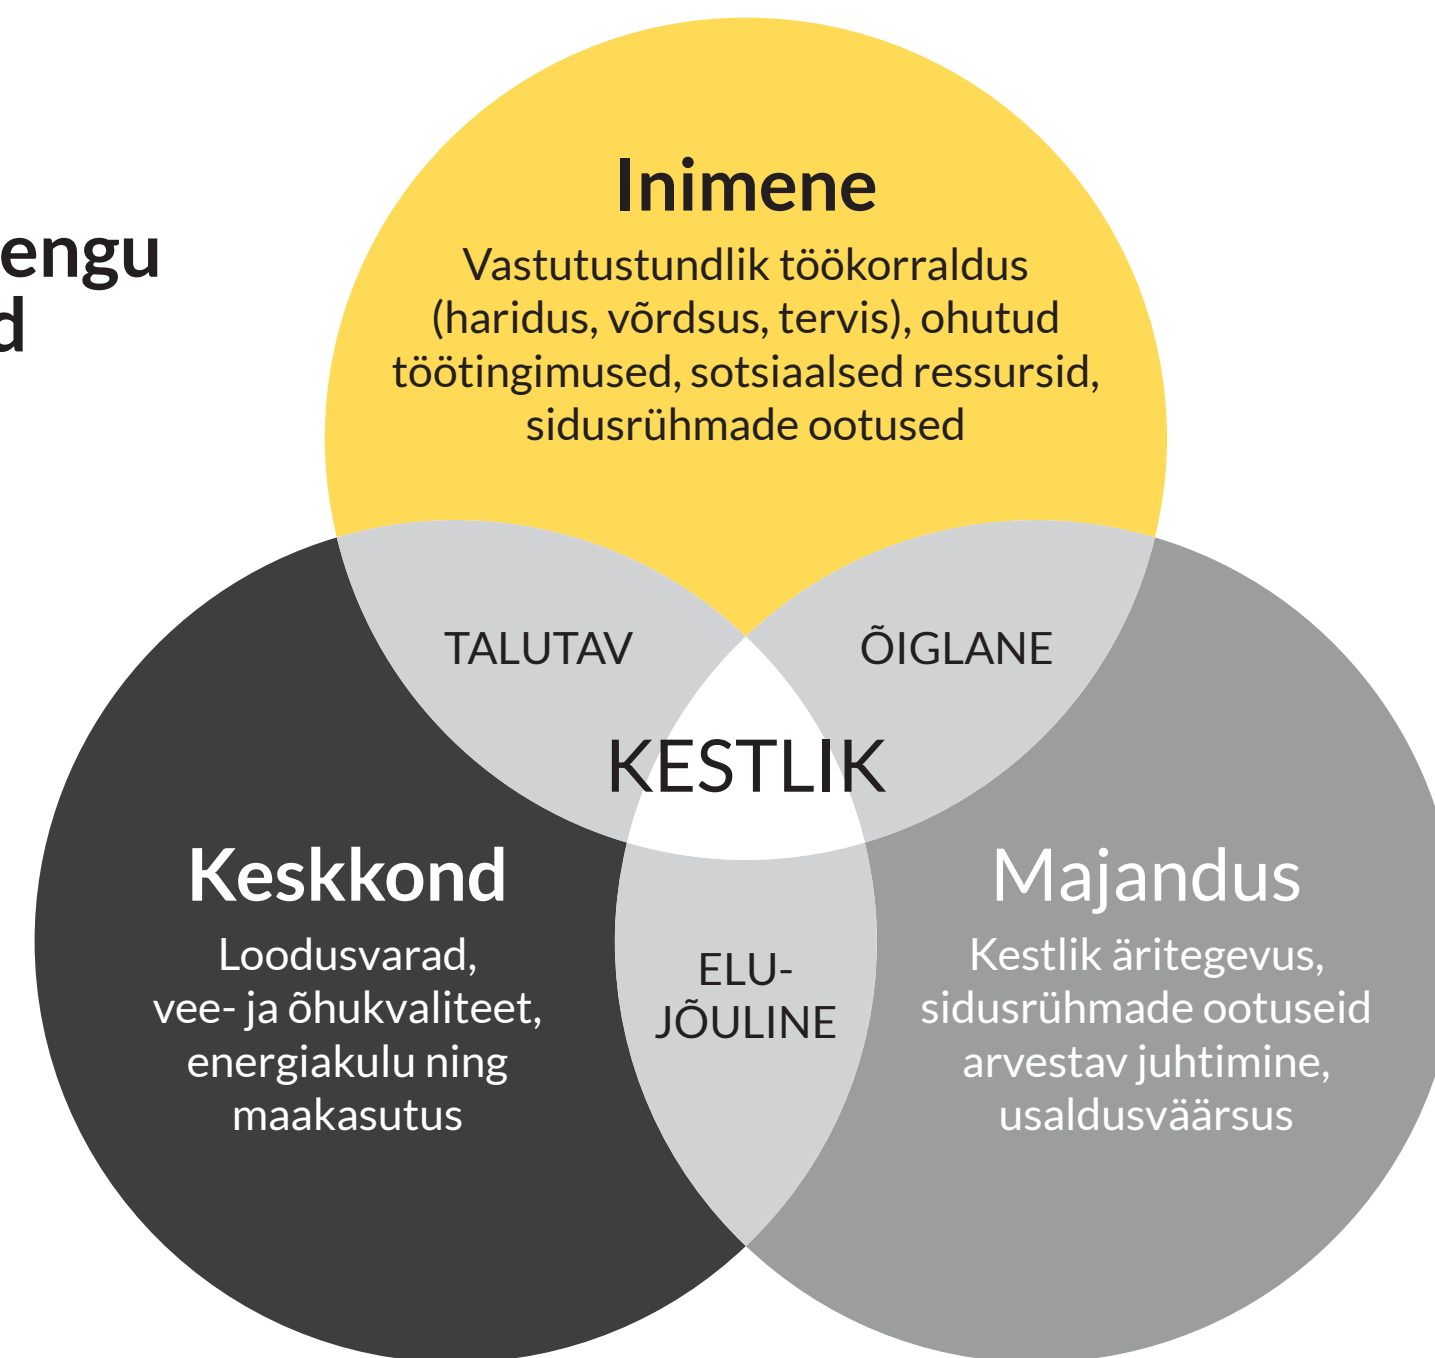 engu
d
Inimene
Vastutustundlik töökorraldus
(haridus, võrdsus, tervis), ohutud
töötingimused, sotsiaalsed ressursid,
sidusrühmade ootused
TALUTAV
ÕIGLANE
KESTLIK
Keskkond
Loodusvarad,
vee- ja õhukvaliteet,
energiakulu ning
maakasutus
ELU-
JÕULINE
Majandus
Kestlik äritegevus,
sidusrühmade ootuseid
arvestav juhtimine,
usaldusväärsus